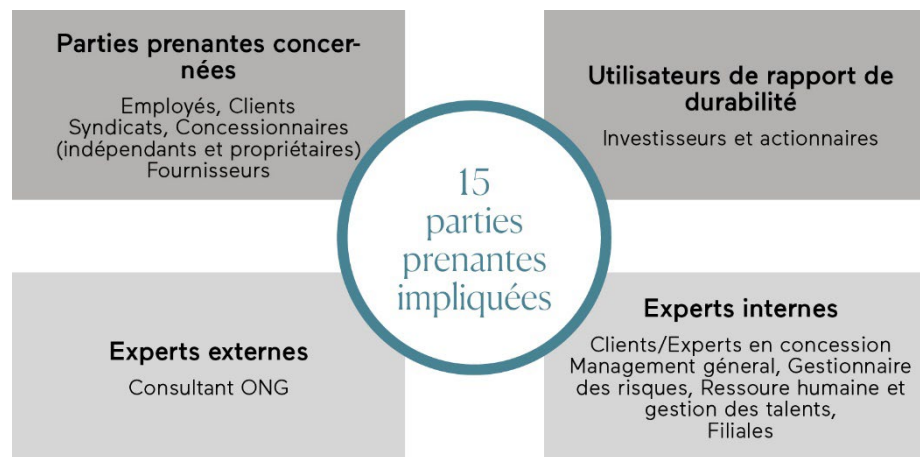 Parties prenantes concer-
nées
Employés, Clients
Syndicats, Concessionnaires
(indépendants et propriétaires)
Fournisseurs
Utilisateurs de rapport de
durabilité
Investisseurs et actionnaires
15
parties
prenantes
impliquées
Experts externes
Consultant ONG
Experts internes
Clients/Experts en concession
Management géneral, Gestionnaire
des risques, Ressoure humaine et
gestion des talents,
Filiales